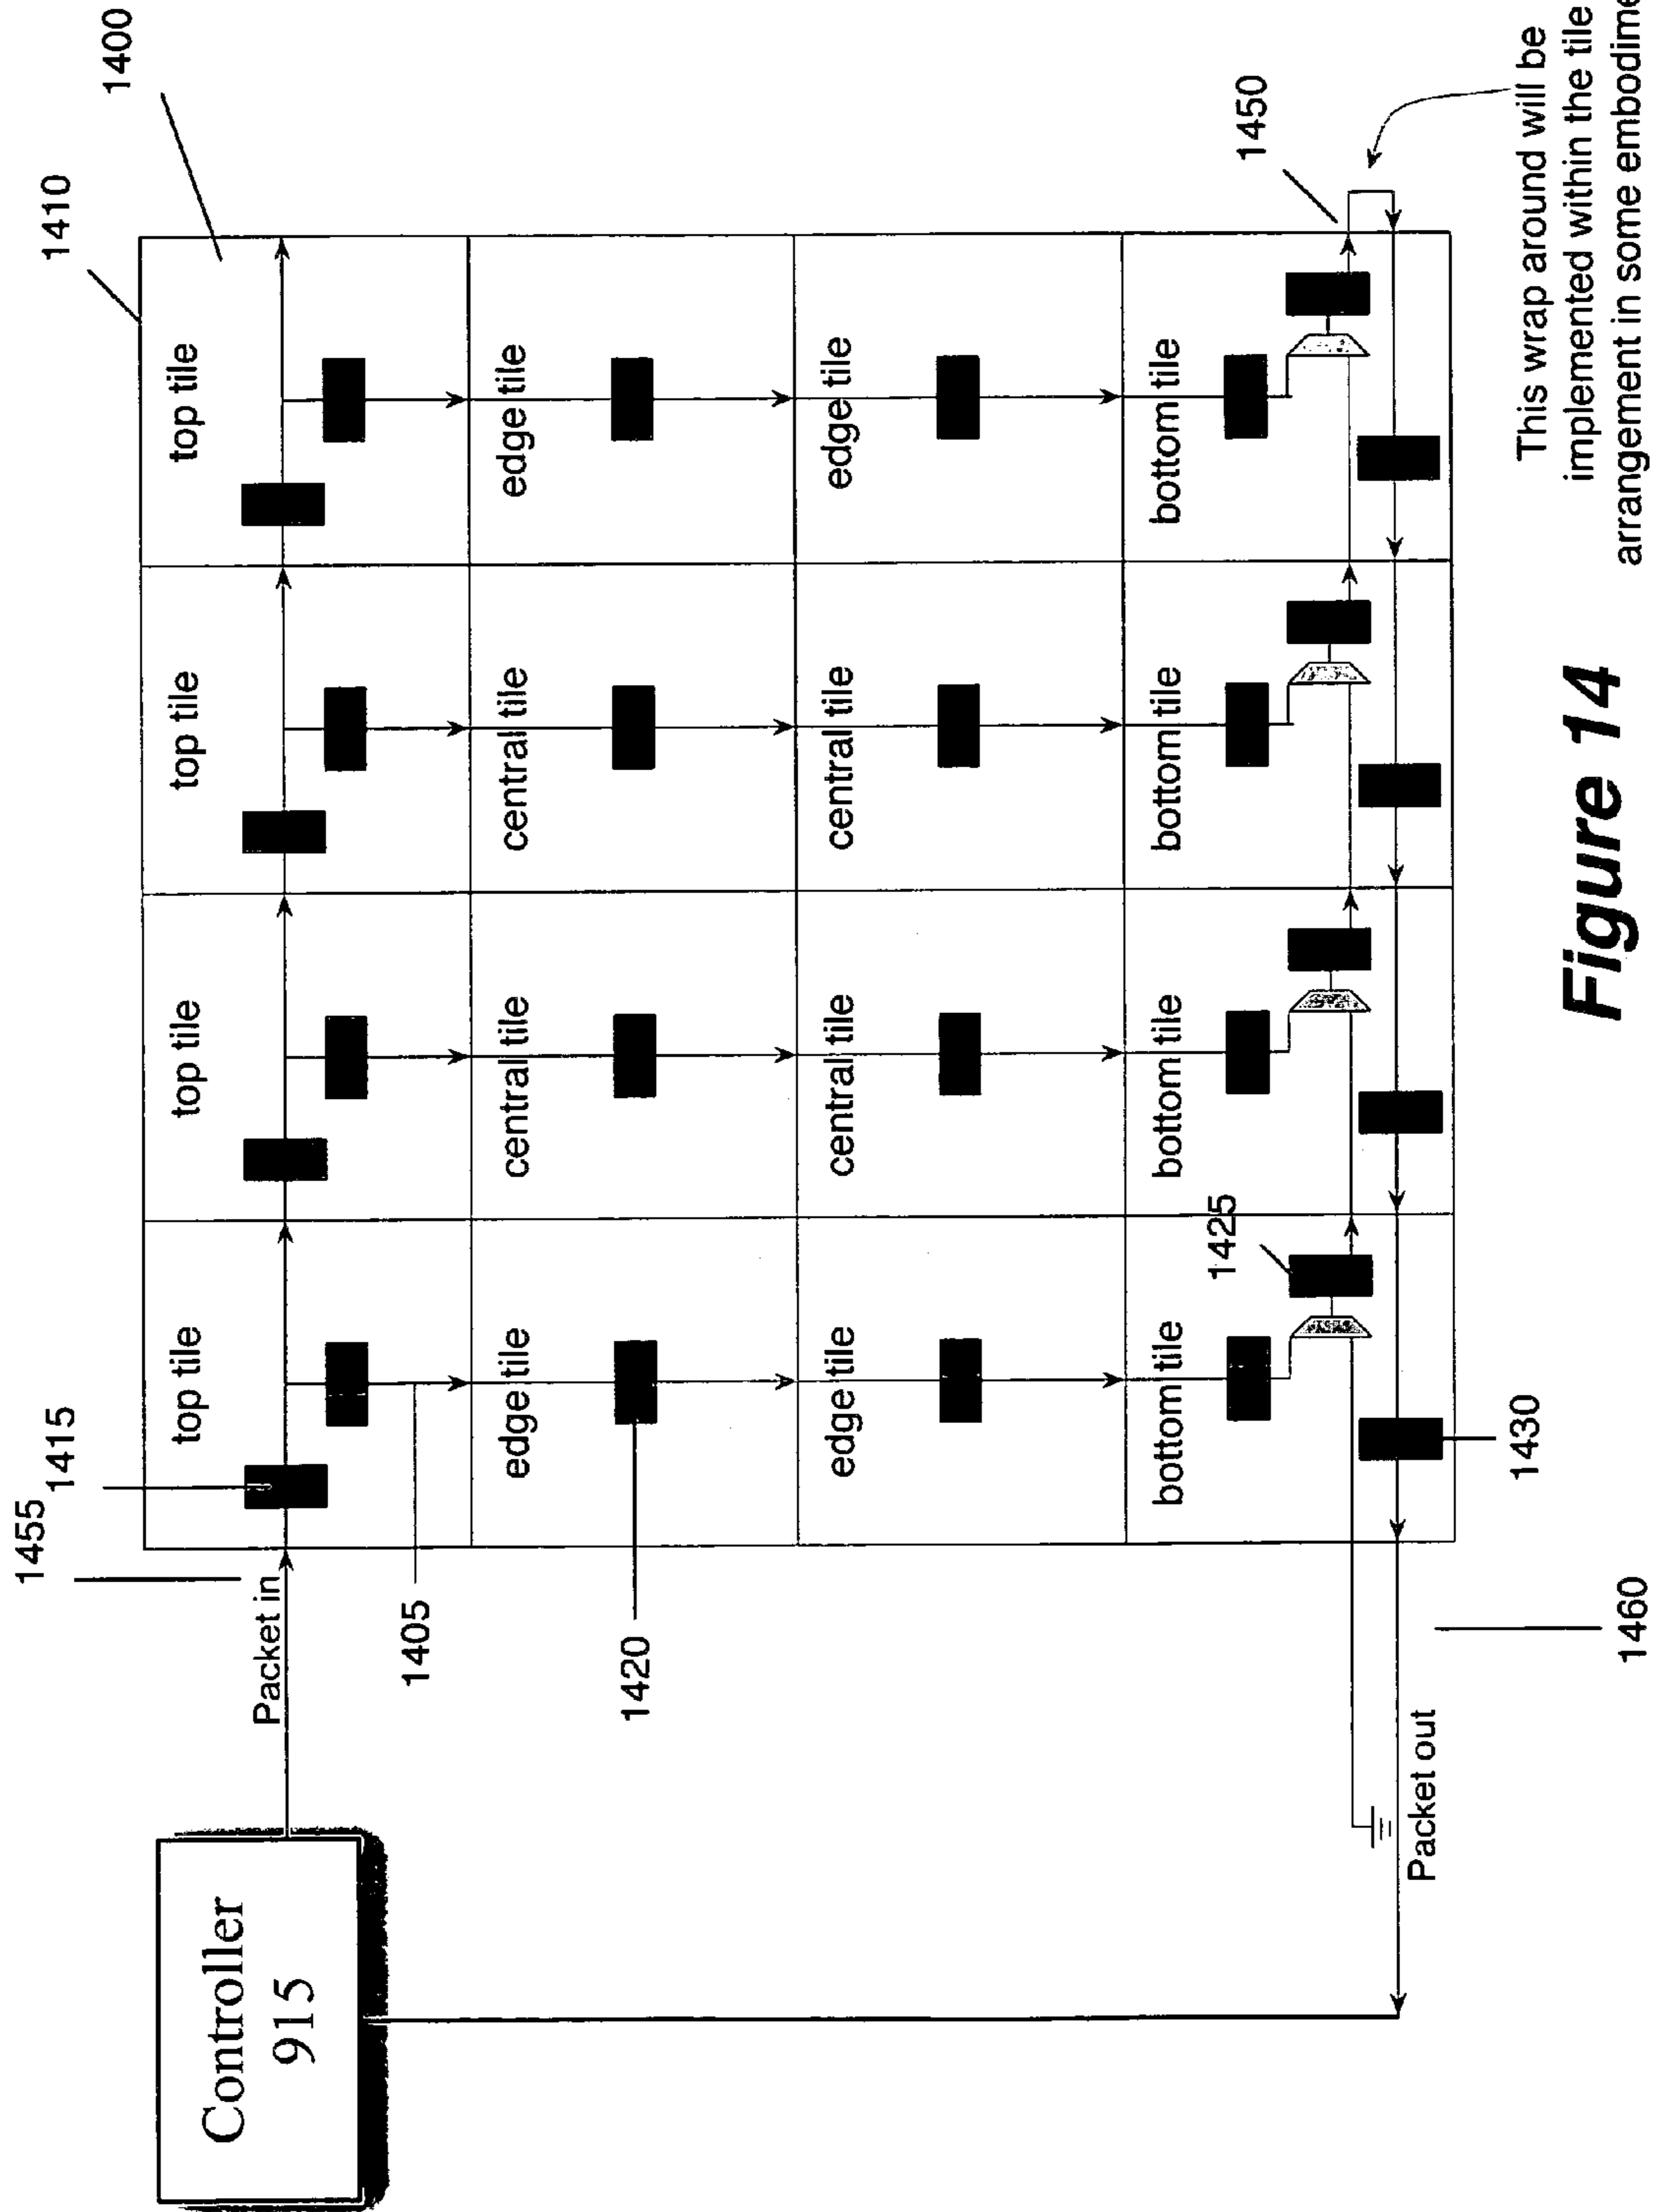 1455
1415
1410
1400
top tile
top tile
top tile
top tile
Controller
915
Packet in
1405
edge tile
central tile
central tile
edge tile
1420
edge tile
central tile
central tile
edge tile
bottom tile
bottom tile
bottom tile
bottom tile
1425
1450
Packet out
1430
1460
This wrap around will be
implemented within the tile
arrangement in some embodime
Figure 14